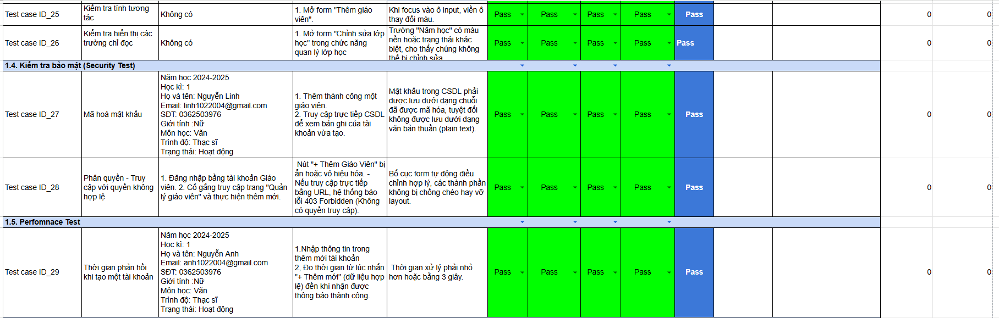 Test case ID_25
Kiểm tra tính tương
tác
Không có
1. Mở form "Thêm giáo
viên".
Khi focus vào ô input, viền ô
thay đổi màu.
Pass
Pass
Pass
Pass
Pass
0
0
Test case ID_26
Kiểm tra hiển thị các
trường chỉ đọc
Không có
1. Mở form "Chỉnh sửa lớp
học" trong chức năng
quan lý lớp học
Trường "Năm học" có màu
nền hoặc trạng thái khác
biệt, cho thấy chúng không
thể bị chỉnh sửa.
Pass
Pass
Pass
Pass
Pass
0
0
1.4. Kiểm tra bảo mật (Security Test)
Test case ID_27
Mã hoá mật khẩu
Năm học 2024-2025
Học kì: 1
Họ và tên: Nguyễn Linh
Email: linh1022004@gmail.com
SĐT: 0362503976
Giới tính :Nữ
Môn học: Văn
Trình độ: Thạc sĩ
Trạng thái: Hoạt động
1. Thêm thành công một
giáo viên.
2. Truy cập trực tiếp CSDL
để xem bản ghi của tài
khoản vừa tạo.
Mật khẩu trong CSDL phải
được lưu dưới dạng chuỗi
đã được mã hóa, tuyệt đối
không được lưu dưới dạng
văn bản thuần (plain text).
Pass
Pass
Pass
Pass
Pass
0
0
Test case ID_28
Phân quyền - Truy
cập với quyền không
hợp lệ
1. Đăng nhập bằng tài khoản Giáo
viên. 2. Cố gắng truy cập trang "Quản
lý giáo viên" và thực hiện thêm mới.
Nút "+ Thêm Giáo Viên" bị
ẩn hoặc vô hiệu hóa. -
Nếu truy cập trực tiếp
bằng URL, hệ thống báo
lỗi 403 Forbidden (Không
có quyền truy cập).
Bố cục form tự động điều
chỉnh hợp lý, các thành phần
không bị chồng chéo hay vỡ
layout.
Pass
Pass
Pass
Pass
Pass
0
0
1.5. Perfomnace Test
Test case ID_29
Thời gian phản hồi
khi tạo một tài khoản
Năm học 2024-2025
Học kì: 1
Họ và tên: Nguyễn Anh
Email: anh1022004@gmail.com
SĐT: 0362503976
Giới tính :Nữ
Môn học: Văn
Trình độ: Thạc sĩ
Trạng thái: Hoạt động
1.Nhập thông tin trong
thêm mới tài khoản
2, Đo thời gian từ lúc nhấn
"+ Thêm mới" (dữ liệu hợp
lệ) đến khi nhận được
thông báo thành công.
Thời gian xử lý phải nhỏ
hơn hoặc bằng 3 giây.
Pass
Pass
Pass
Pass
Pass
0
0